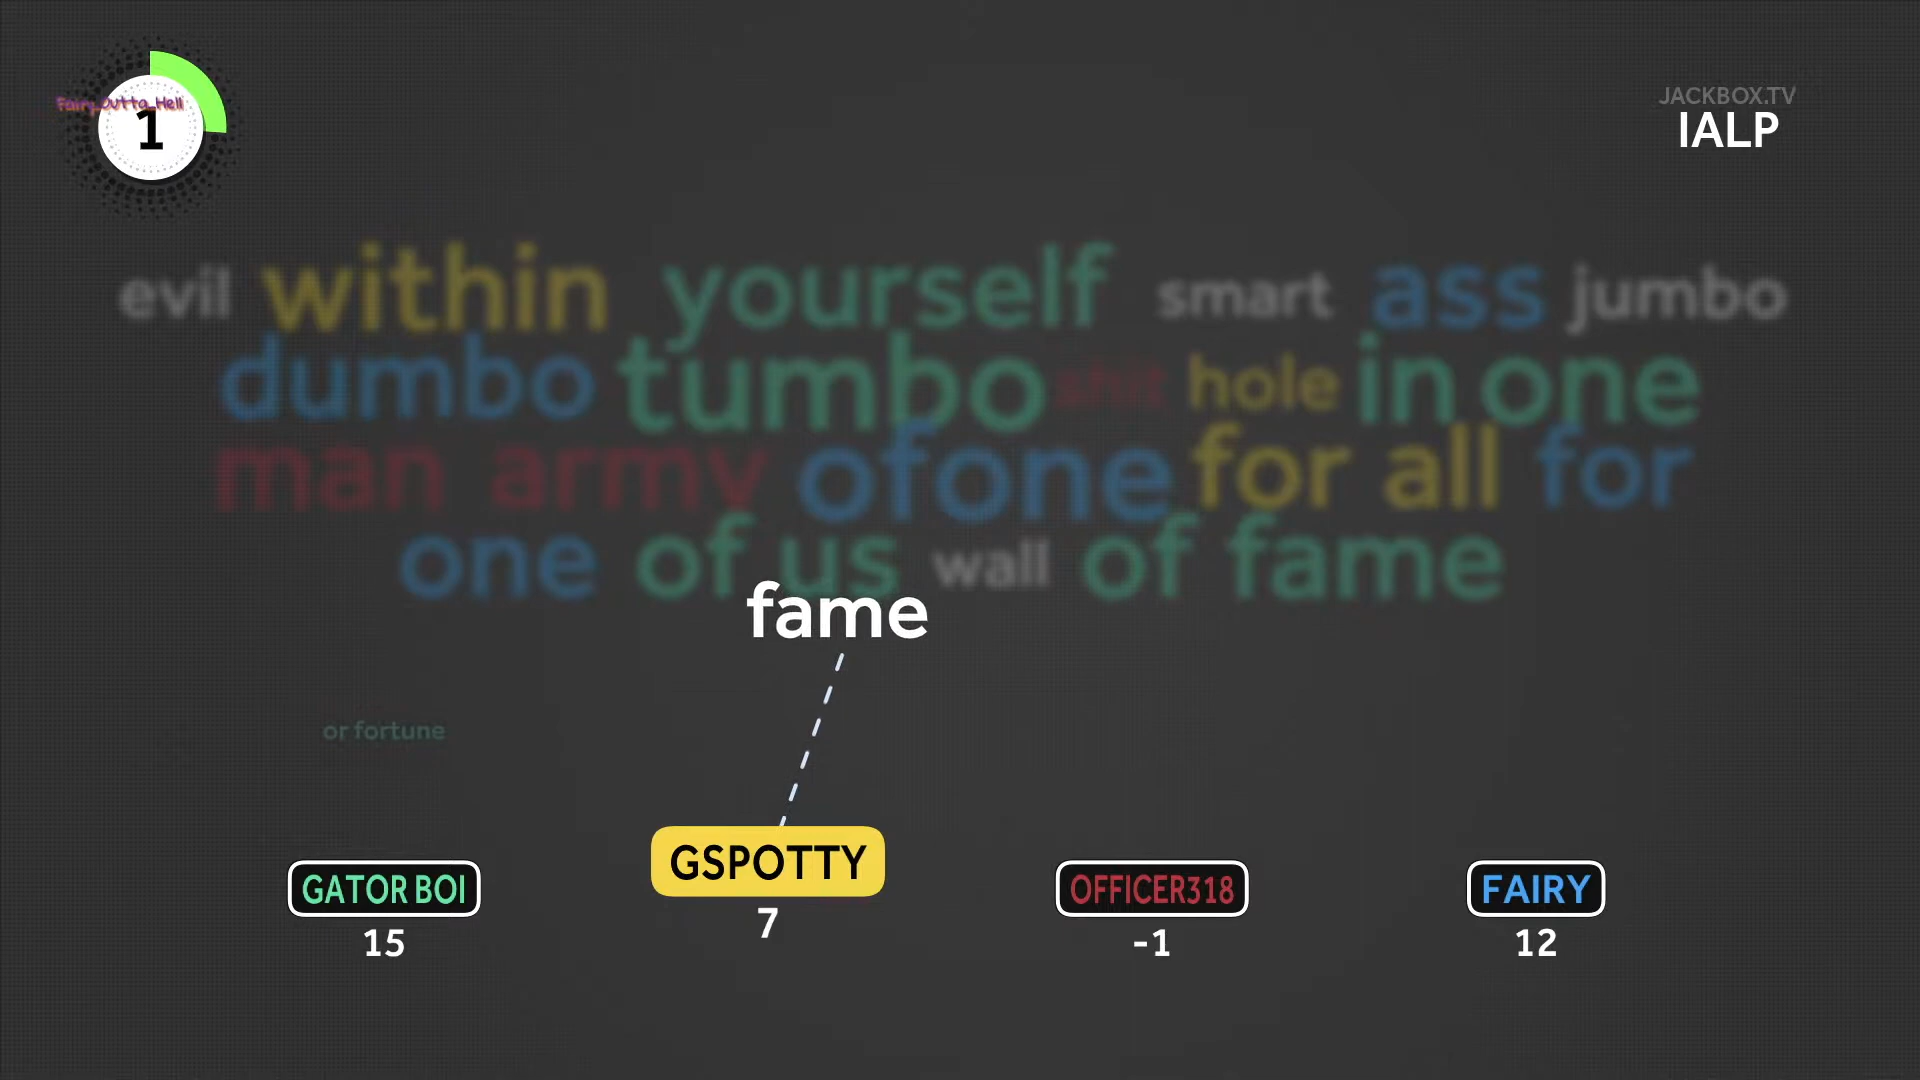 Fairy_Outta_Hell
1
JACKBOX.TV
IALP
evil within yourself smart ass jumbo
dumbo tumbo shit hole in one
man army ofone for all for
one of us wall of fame
fame
or fortune
GATOR BOI
15
GSPOTTY
7
OFFICER318
-1
FAIRY
12